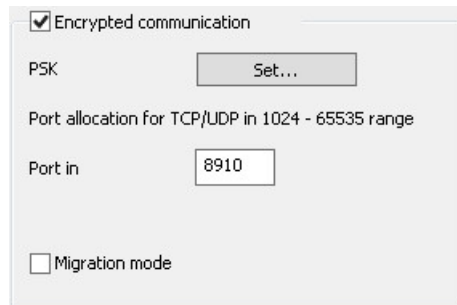 Encrypted communication
PSK Set...
Port allocation for TCP/UDP in 1024 - 65535 range
Port in 8910
Migration mode